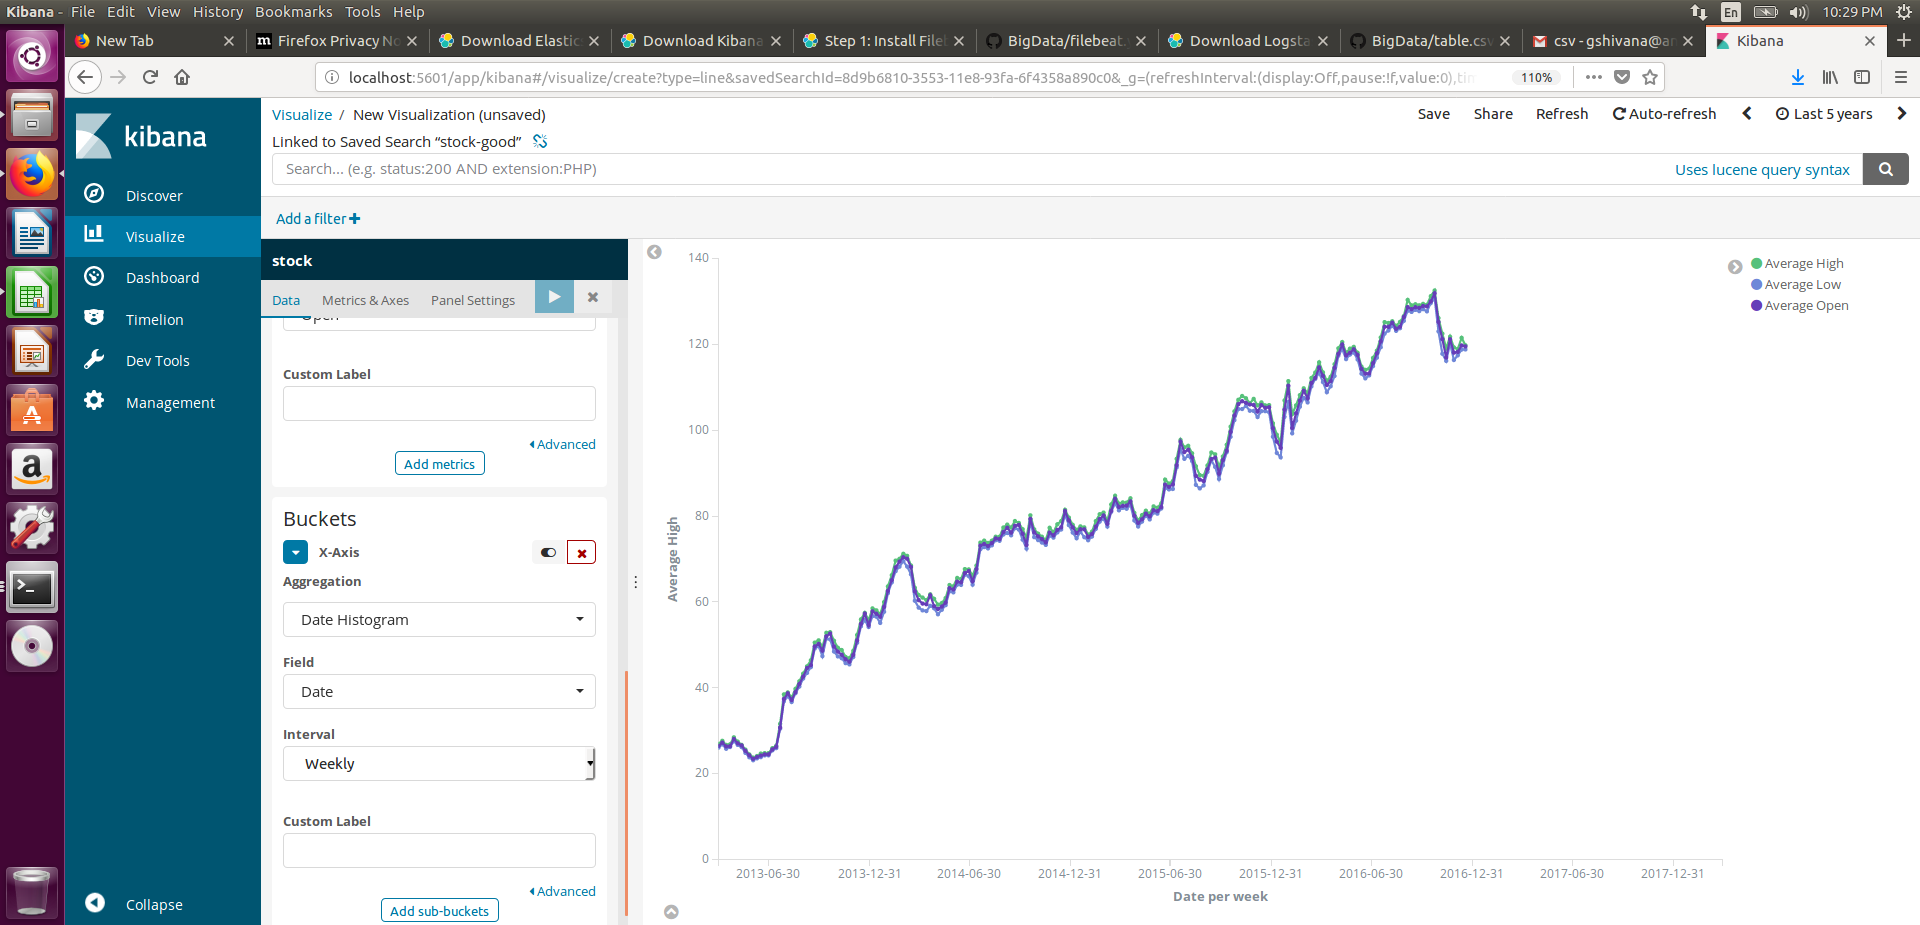 Kibana - File Edit View History Bookmarks Tools Help
En 10:29 PM
New Tab
m Firefox Privacy No
Download Elastic
Download Kibana
Step 1: Install Fileb
BigData/filebeat.y
Download Logsta
BigData/table.csv
csv - gshivana@an
Kibana
localhost:5601/app/kibana#/visualize/create?type=line&savedSearchId=8d9b6810-3553-11e8-93fa-6f4358a890c0&_g=(refreshInterval:(display:Off,pause:!f,value:0),tim
110%
kibana
Discover
Visualize
Dashboard
Timelion
Dev Tools
Management
Collapse
Visualize / New Visualization (unsaved)
Save Share Refresh Auto-refresh Last 5 years
Linked to Saved Search “stock-good”
Search... (e.g. status:200 AND extension:PHP)
Uses lucene query syntax
Add a filter
stock
Data Metrics & Axes Panel Settings
Open
Custom Label
Advanced
Add metrics
Buckets
X-Axis
Aggregation
Date Histogram
Field
Date
Interval
Weekly
Custom Label
Advanced
Add sub-buckets
140
120
100
80
60
40
20
0
Average High
2013-06-30 2013-12-31 2014-06-30 2014-12-31 2015-06-30 2015-12-31 2016-06-30 2016-12-31 2017-06-30 2017-12-31
Date per week
Average High
Average Low
Average Open